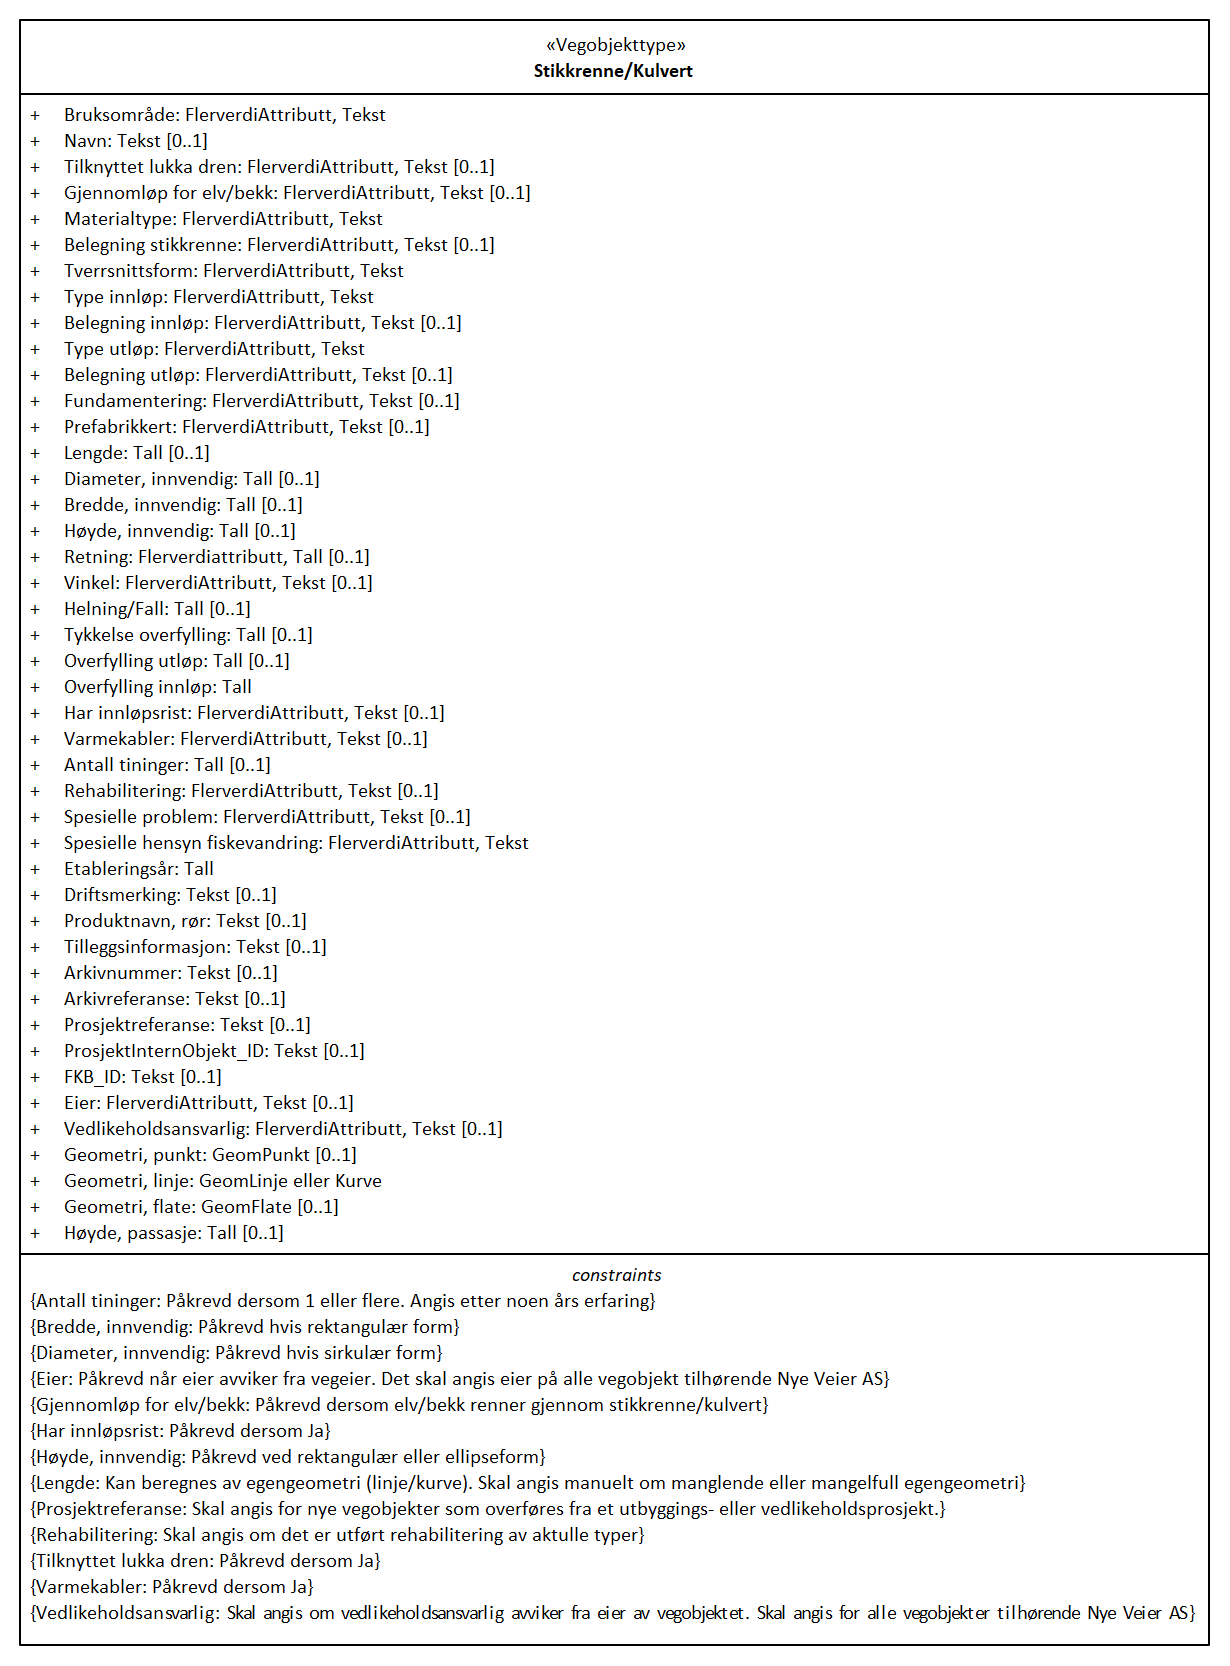 «Vegobjekttype»
Stikkrenne/Kulvert
+ Bruksområde: FlerverdiAttributt, Tekst
+ Navn: Tekst [0..1]
+ Tilknyttet lukka dren: FlerverdiAttributt, Tekst [0..1]
+ Gjennomløp for elv/bekk: FlerverdiAttributt, Tekst [0..1]
+ Materialtype: FlerverdiAttributt, Tekst
+ Belegning stikkrenne: FlerverdiAttributt, Tekst [0..1]
+ Tverrsnittsform: FlerverdiAttributt, Tekst
+ Type innløp: FlerverdiAttributt, Tekst
+ Belegning innløp: FlerverdiAttributt, Tekst [0..1]
+ Type utløp: FlerverdiAttributt, Tekst
+ Belegning utløp: FlerverdiAttributt, Tekst [0..1]
+ Fundamentering: FlerverdiAttributt, Tekst [0..1]
+ Prefabrikkert: FlerverdiAttributt, Tekst [0..1]
+ Lengde: Tall [0..1]
+ Diameter, innvendig: Tall [0..1]
+ Bredde, innvendig: Tall [0..1]
+ Høyde, innvendig: Tall [0..1]
+ Retning: Flerverdiattributt, Tall [0..1]
+ Vinkel: FlerverdiAttributt, Tekst [0..1]
+ Helning/Fall: Tall [0..1]
+ Tykkelse overfylling: Tall [0..1]
+ Overfylling utløp: Tall [0..1]
+ Overfylling innløp: Tall
+ Har innløpsrist: FlerverdiAttributt, Tekst [0..1]
+ Varmekabler: FlerverdiAttributt, Tekst [0..1]
+ Antall tininger: Tall [0..1]
+ Rehabilitering: FlerverdiAttributt, Tekst [0..1]
+ Spesielle problem: FlerverdiAttributt, Tekst [0..1]
+ Spesielle hensyn fiskevandring: FlerverdiAttributt, Tekst
+ Etableringsår: Tall
+ Driftsmerking: Tekst [0..1]
+ Produktnavn, rør: Tekst [0..1]
+ Tilleggsinformasjon: Tekst [0..1]
+ Arkivnummer: Tekst [0..1]
+ Arkivreferanse: Tekst [0..1]
+ Prosjektreferanse: Tekst [0..1]
+ ProsjektInternObjekt_ID: Tekst [0..1]
+ FKB_ID: Tekst [0..1]
+ Eier: FlerverdiAttributt, Tekst [0..1]
+ Vedlikeholdsansvarlig: FlerverdiAttributt, Tekst [0..1]
+ Geometri, punkt: GeomPunkt [0..1]
+ Geometri, linje: GeomLinje eller Kurve
+ Geometri, flate: GeomFlate [0..1]
+ Høyde, passasje: Tall [0..1]
constraints
{Antall tininger: Påkrevd dersom 1 eller flere. Angis etter noen års erfaring}
{Bredde, innvendig: Påkrevd hvis rektangulær form}
{Diameter, innvendig: Påkrevd hvis sirkulær form}
{Eier: Påkrevd når eier avviker fra vegeier. Det skal angis eier på alle vegobjekt tilhørende Nye Veier AS}
{Gjennomløp for elv/bekk: Påkrevd dersom elv/bekk renner gjennom stikkrenne/kulvert}
{Har innløpsrist: Påkrevd dersom Ja}
{Høyde, innvendig: Påkrevd ved rektangulær eller ellipseform}
{Lengde: Kan beregnes av egengeometri (linje/kurve). Skal angis manuelt om manglende eller mangelfull egengeometri}
{Prosjektreferanse: Skal angis for nye vegobjekter som overføres fra et utbyggings- eller vedlikeholdsprosjekt.}
{Rehabilitering: Skal angis om det er utført rehabilitering av aktulle typer}
{Tilknyttet lukka dren: Påkrevd dersom Ja}
{Varmekabler: Påkrevd dersom Ja}
{Vedlikeholdsansvarlig: Skal angis om vedlikeholdsansvarlig avviker fra eier av vegobjektet. Skal angis for alle vegobjekter tilhørende Nye Veier AS}